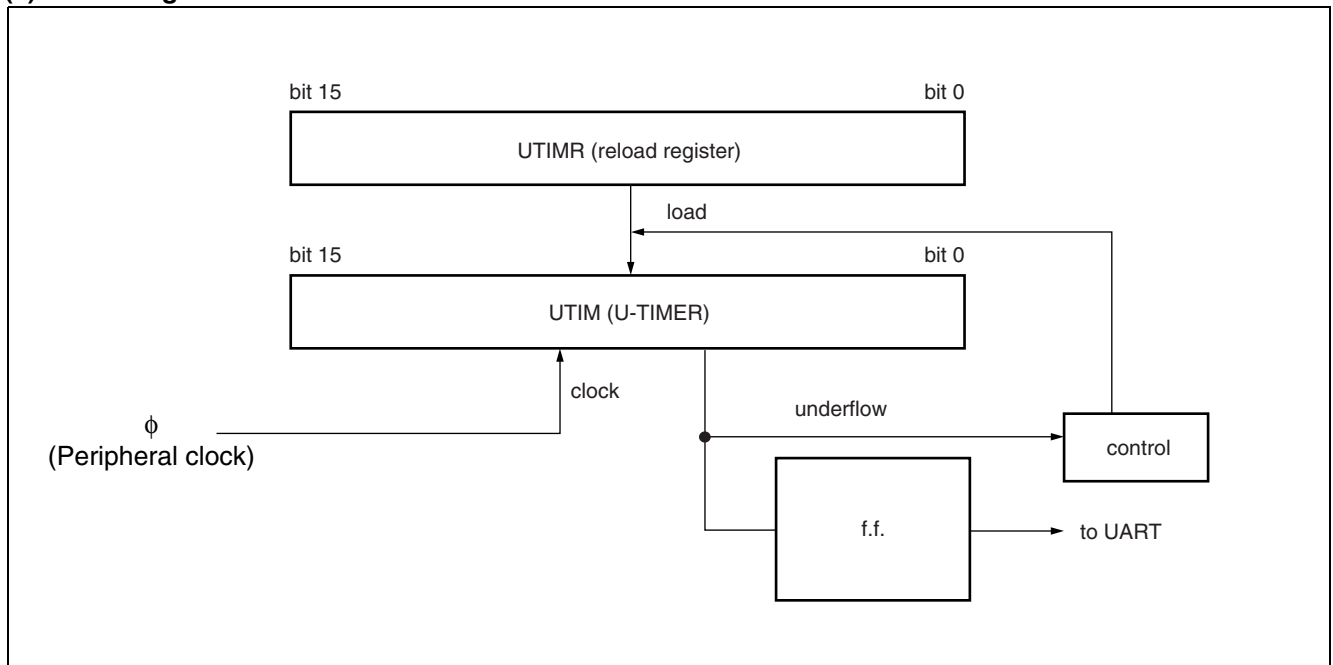 bit 15 bit 0
UTIMR (reload register)
load
bit 15 bit 0
UTIM (U-TIMER)
clock
underflow
ϕ
(Peripheral clock)
control
f.f.
to UART